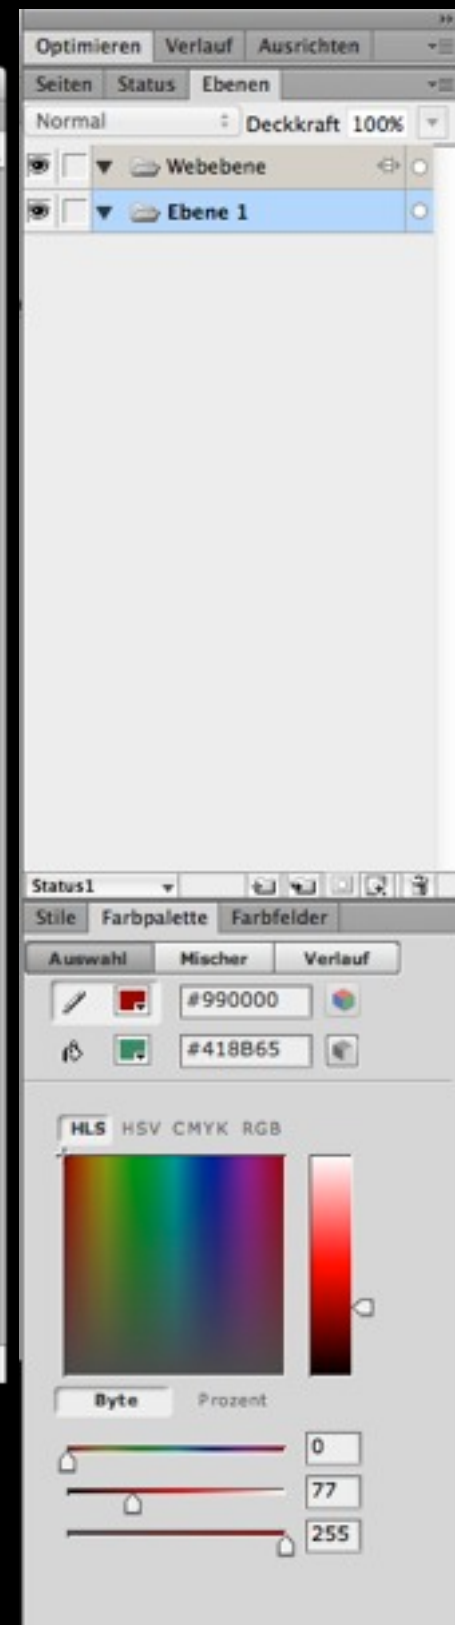 Optimieren Verlauf Ausrichten
Seiten Status Ebenen
Normal Deckkraft 100%
Webebene
Ebene 1
Status1
Stile Farbpalette Farbfelder
Auswahl Mischer Verlauf
#990000
#418B65
HLS HSV CMYK RGB
Byte Prozent
0
77
255